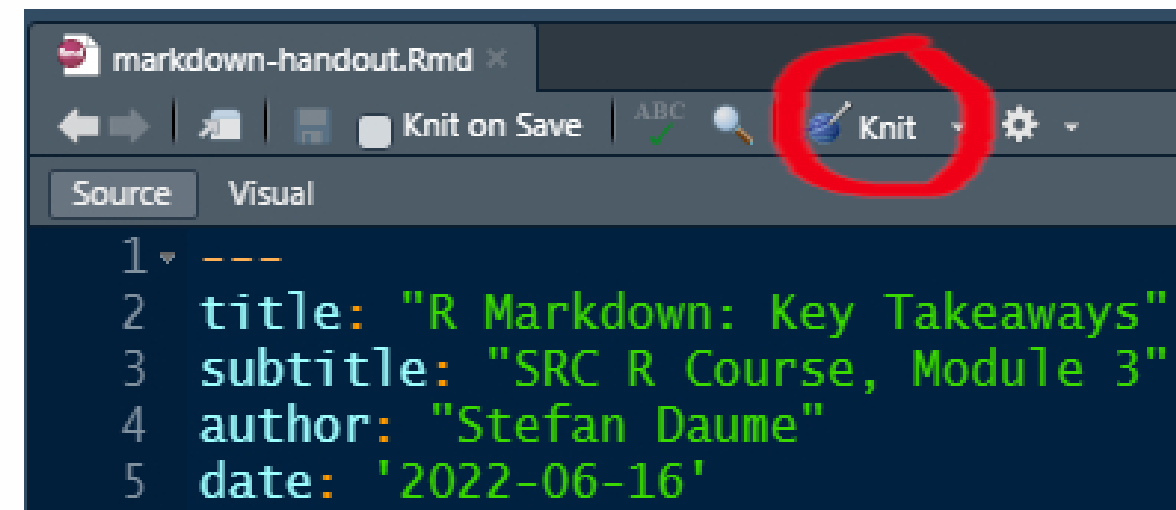 markdown-handout.Rmd
Knit on Save ABC Knit
Source Visual
1 ---
2 title: "R Markdown: Key Takeaways"
3 subtitle: "SRC R Course, Module 3"
4 author: "Stefan Daume"
5 date: '2022-06-16'